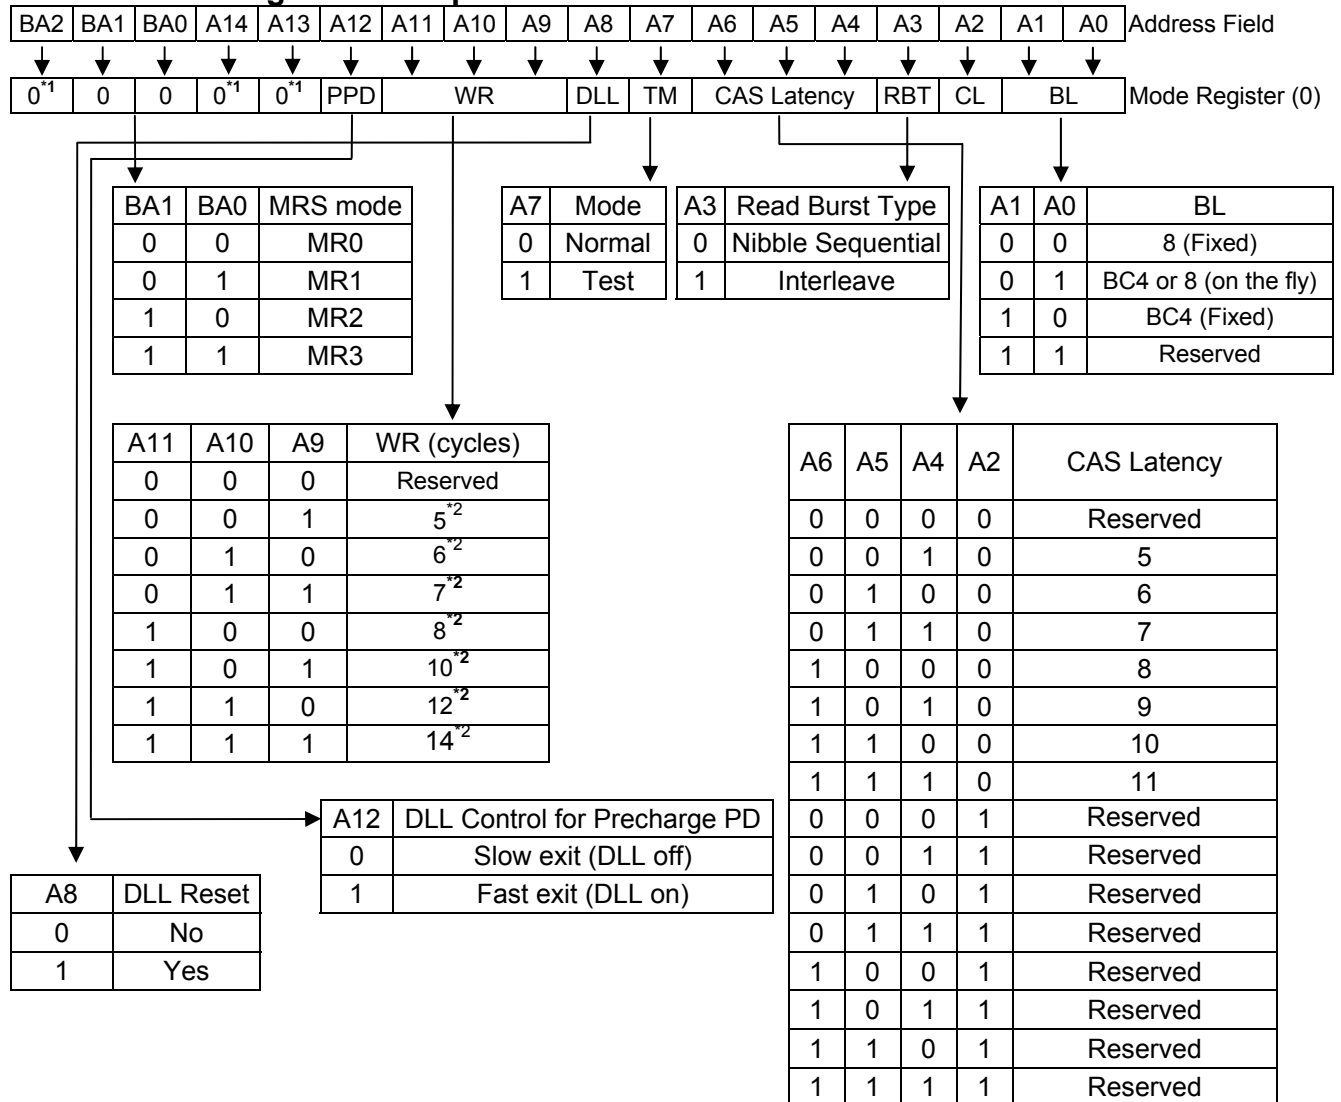 BA2 BA1 BA0 A14 A13 A12 A11 A10 A9 A8 A7 A6 A5 A4 A3 A2 A1 A0 Address Field
0*1 0 0 0*1 0*1 PPD WR DLL TM CAS Latency RBT CL BL Mode Register (0)
BA1 BA0 MRS mode
0 0 MR0
0 1 MR1
1 0 MR2
1 1 MR3
A7 Mode
0 Normal
1 Test
A3 Read Burst Type
0 Nibble Sequential
1 Interleave
A1 A0 BL
0 0 8 (Fixed)
0 1 BC4 or 8 (on the fly)
1 0 BC4 (Fixed)
1 1 Reserved
A11 A10 A9 WR (cycles)
0 0 0 Reserved
0 0 1 5*2
0 1 0 6*2
0 1 1 7*2
1 0 0 8*2
1 0 1 10*2
1 1 0 12*2
1 1 1 14*2
A6 A5 A4 A2 CAS Latency
0 0 0 0 Reserved
0 0 1 0 5
0 1 0 0 6
0 1 1 0 7
1 0 0 0 8
1 0 1 0 9
1 1 0 0 10
1 1 1 0 11
0 0 0 1 Reserved
0 0 1 1 Reserved
0 1 0 1 Reserved
0 1 1 1 Reserved
1 0 0 1 Reserved
1 0 1 1 Reserved
1 1 0 1 Reserved
1 1 1 1 Reserved
A12 DLL Control for Precharge PD
0 Slow exit (DLL off)
1 Fast exit (DLL on)
A8 DLL Reset
0 No
1 Yes